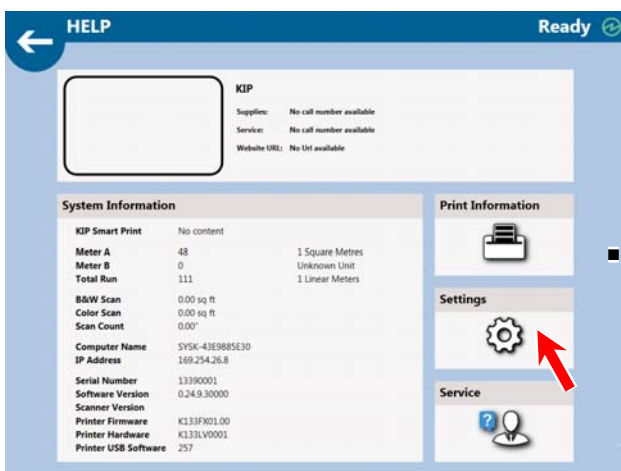 HELP
Ready
KIP
Supplies: No call number available
Service: No call number available
Website URL: No Url available
System Information
KIP Smart Print No content
Meter A 48 1 Square Metres
Meter B 0 Unknown Unit
Total Run 111 1 Linear Meters
B&W Scan 0.00 sq ft
Color Scan 0.00 sq ft
Scan Count 0.00"
Computer Name SYSK-43E9885E30
IP Address 169.254.26.8
Serial Number 13390001
Software Version 0.24.9.30000
Scanner Version
Printer Firmware K133FX01.00
Printer Hardware K133LV0001
Printer USB Software 257
Print Information
Settings
Service
?